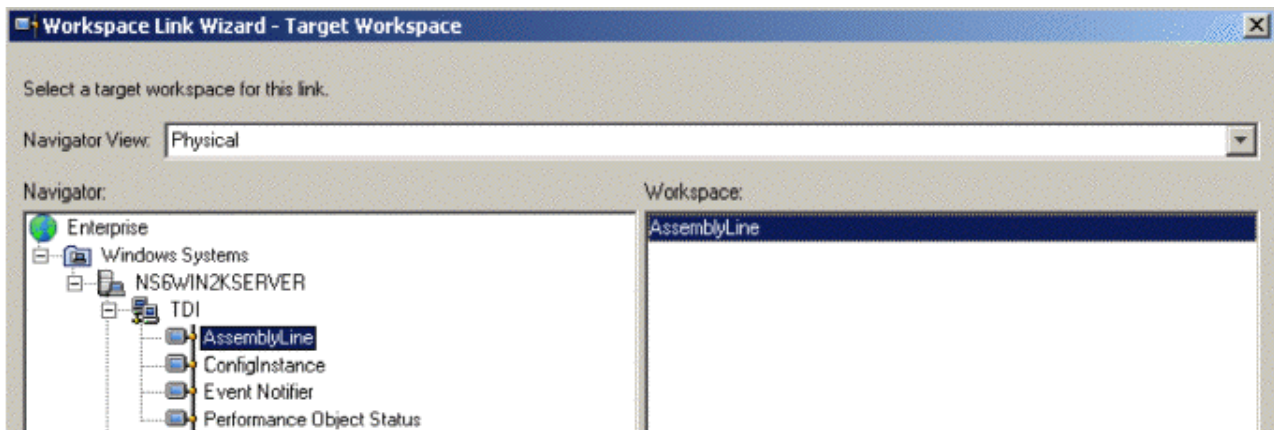 Workspace Link Wizard - Target Workspace
Select a target workspace for this link.
Navigator View: Physical
Navigator:
Enterprise
Windows Systems
NS6WIN2KSERVER
TDI
AssemblyLine
ConfigInstance
Event Notifier
Performance Object Status
Workspace:
AssemblyLine